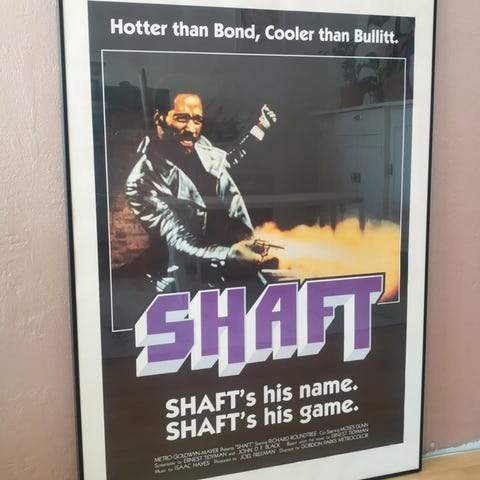 Hotter than Bond, Cooler than Bullitt.
SHAFT
SHAFT's his name.
SHAFT's his game.
METRO GOLDWYN-MAYER Presents "SHAFT" Starring RICHARD ROUNDTREE Co-Starring MOSES GUNN
Screenplay by ERNEST TIDYMAN and JOHN D.F. BLACK Based upon the novel by ERNEST TIDYMAN
Music by ISAAC HAYES Produced by JOEL FREEMAN Directed by GORDON PARKS METROCOLOR